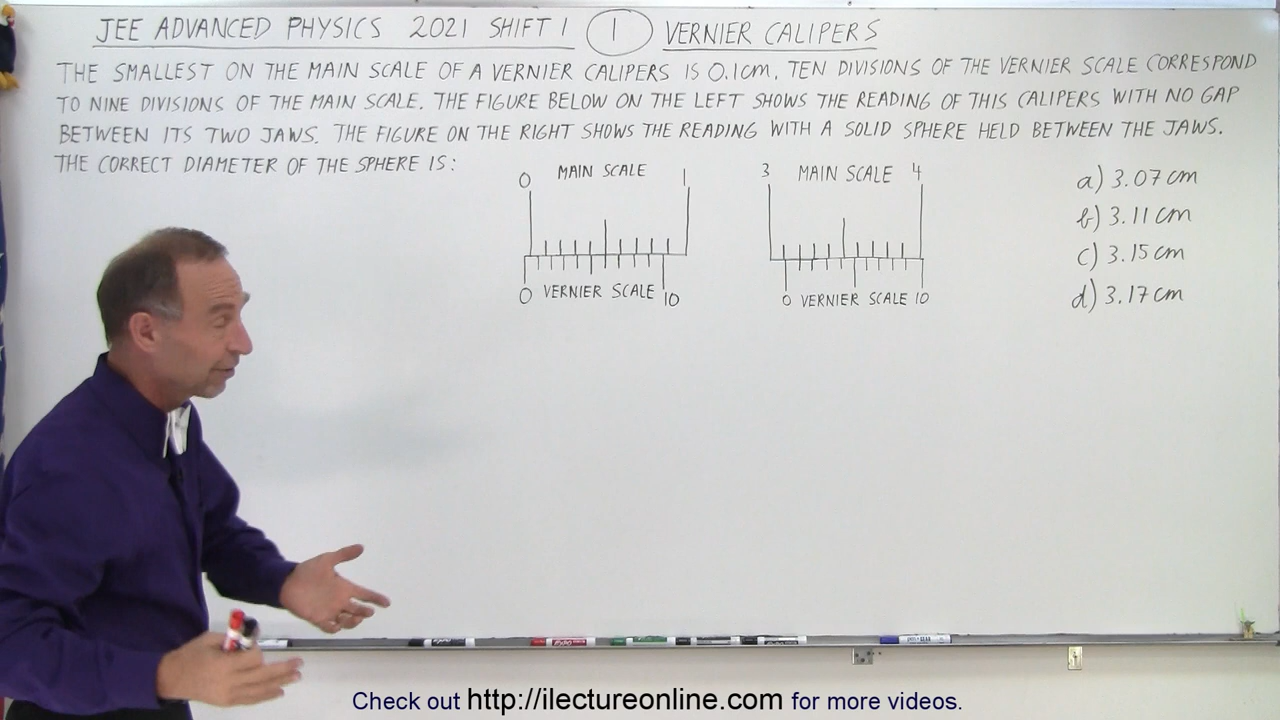 JEE ADVANCED PHYSICS 2021 SHIFT 1 1 VERNIER CALIPERS
THE SMALLEST ON THE MAIN SCALE OF A VERNIER CALIPERS IS 0.1cm. TEN DIVISIONS OF THE VERNIER SCALE CORRESPOND
TO NINE DIVISIONS OF THE MAIN SCALE. THE FIGURE BELOW ON THE LEFT SHOWS THE READING OF THIS CALIPERS WITH NO GAP
BETWEEN ITS TWO JAWS. THE FIGURE ON THE RIGHT SHOWS THE READING WITH A SOLID SPHERE HELD BETWEEN THE JAWS.
THE CORRECT DIAMETER OF THE SPHERE IS:
0 MAIN SCALE 1
0 VERNIER SCALE 10
3 MAIN SCALE 4
0 VERNIER SCALE 10
a) 3.07 cm
b) 3.11 cm
c) 3.15 cm
d) 3.17 cm
Check out http://ilectureonline.com for more videos.